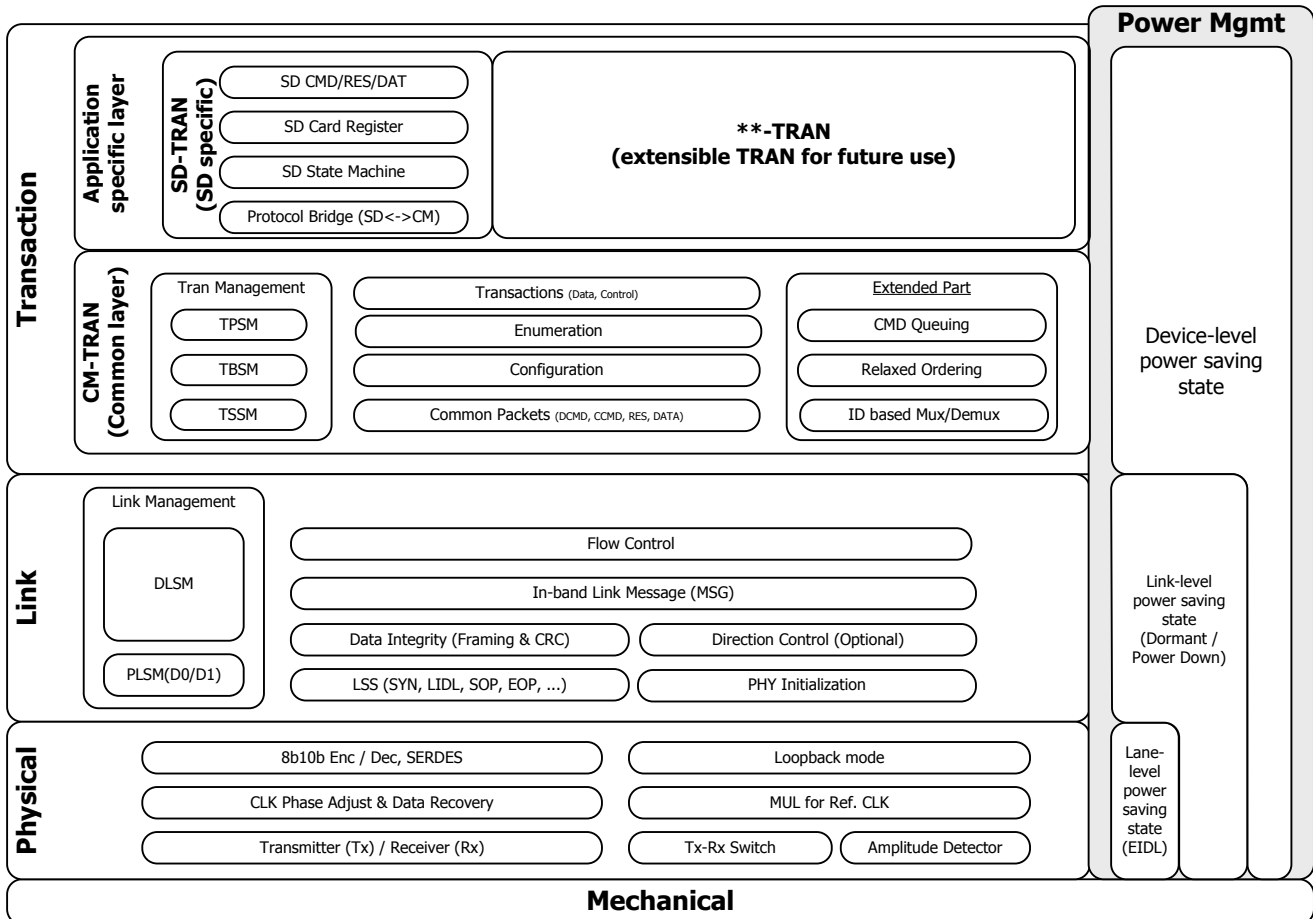 Power Mgmt
Transaction
Application
specific layer
SD-TRAN
(SD specific)
SD CMD/RES/DAT
SD Card Register
SD State Machine
Protocol Bridge (SD<->CM)
**-TRAN
(extensible TRAN for future use)
CM-TRAN
(Common layer)
Tran Management
TPSM
TBSM
TSSM
Transactions (Data, Control)
Enumeration
Configuration
Common Packets (DCMD, CCMD, RES, DATA)
Extended Part
CMD Queuing
Relaxed Ordering
ID based Mux/Demux
Device-level
power saving
state
Link
Link Management
DLSM
PLSM(D0/D1)
Flow Control
In-band Link Message (MSG)
Data Integrity (Framing & CRC)
Direction Control (Optional)
LSS (SYN, LIDL, SOP, EOP, ...)
PHY Initialization
Link-level
power saving
state
(Dormant /
Power Down)
Physical
8b10b Enc / Dec, SERDES
Loopback mode
CLK Phase Adjust & Data Recovery
MUL for Ref. CLK
Transmitter (Tx) / Receiver (Rx)
Tx-Rx Switch
Amplitude Detector
Lane-
level
power
saving
state
(EIDL)
Mechanical